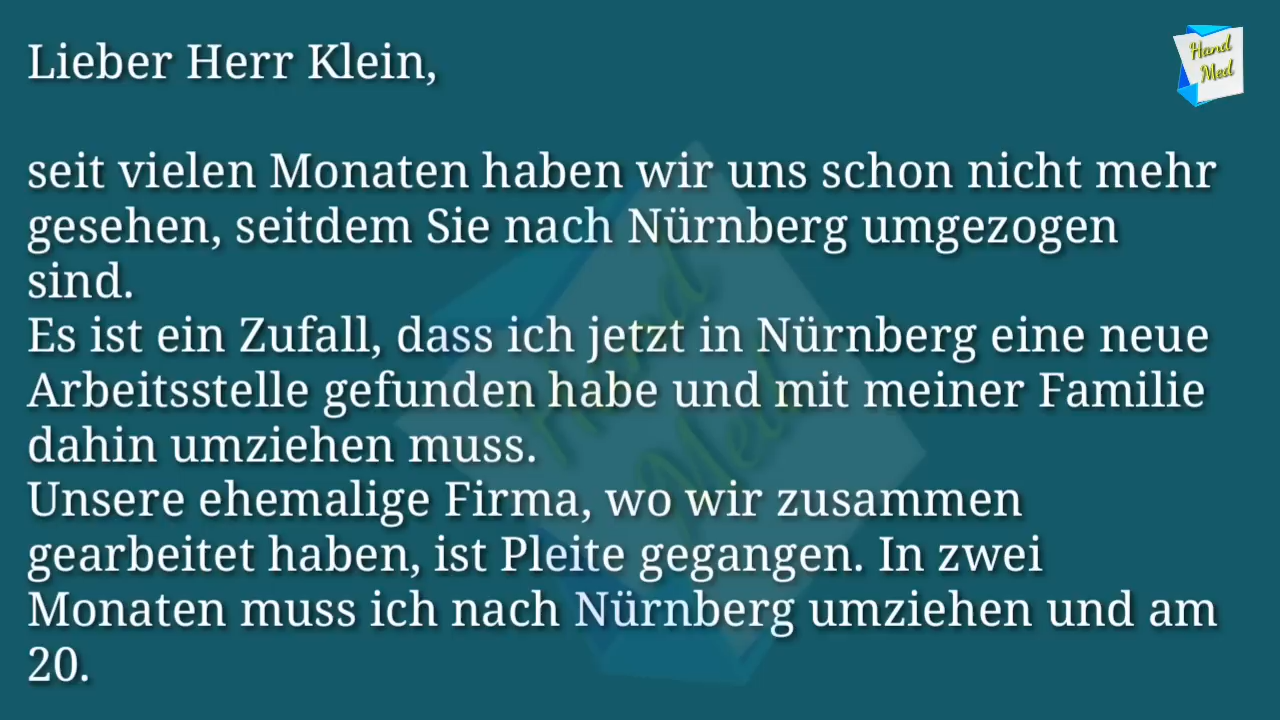 Lieber Herr Klein,
Hand
Med
seit vielen Monaten haben wir uns schon nicht mehr
gesehen, seitdem Sie nach Nürnberg umgezogen
sind.
Es ist ein Zufall, dass ich jetzt in Nürnberg eine neue
Arbeitsstelle gefunden habe und mit meiner Familie
dahin umziehen muss.
Unsere ehemalige Firma, wo wir zusammen
gearbeitet haben, ist Pleite gegangen. In zwei
Monaten muss ich nach Nürnberg umziehen und am
20.
Hand
Med